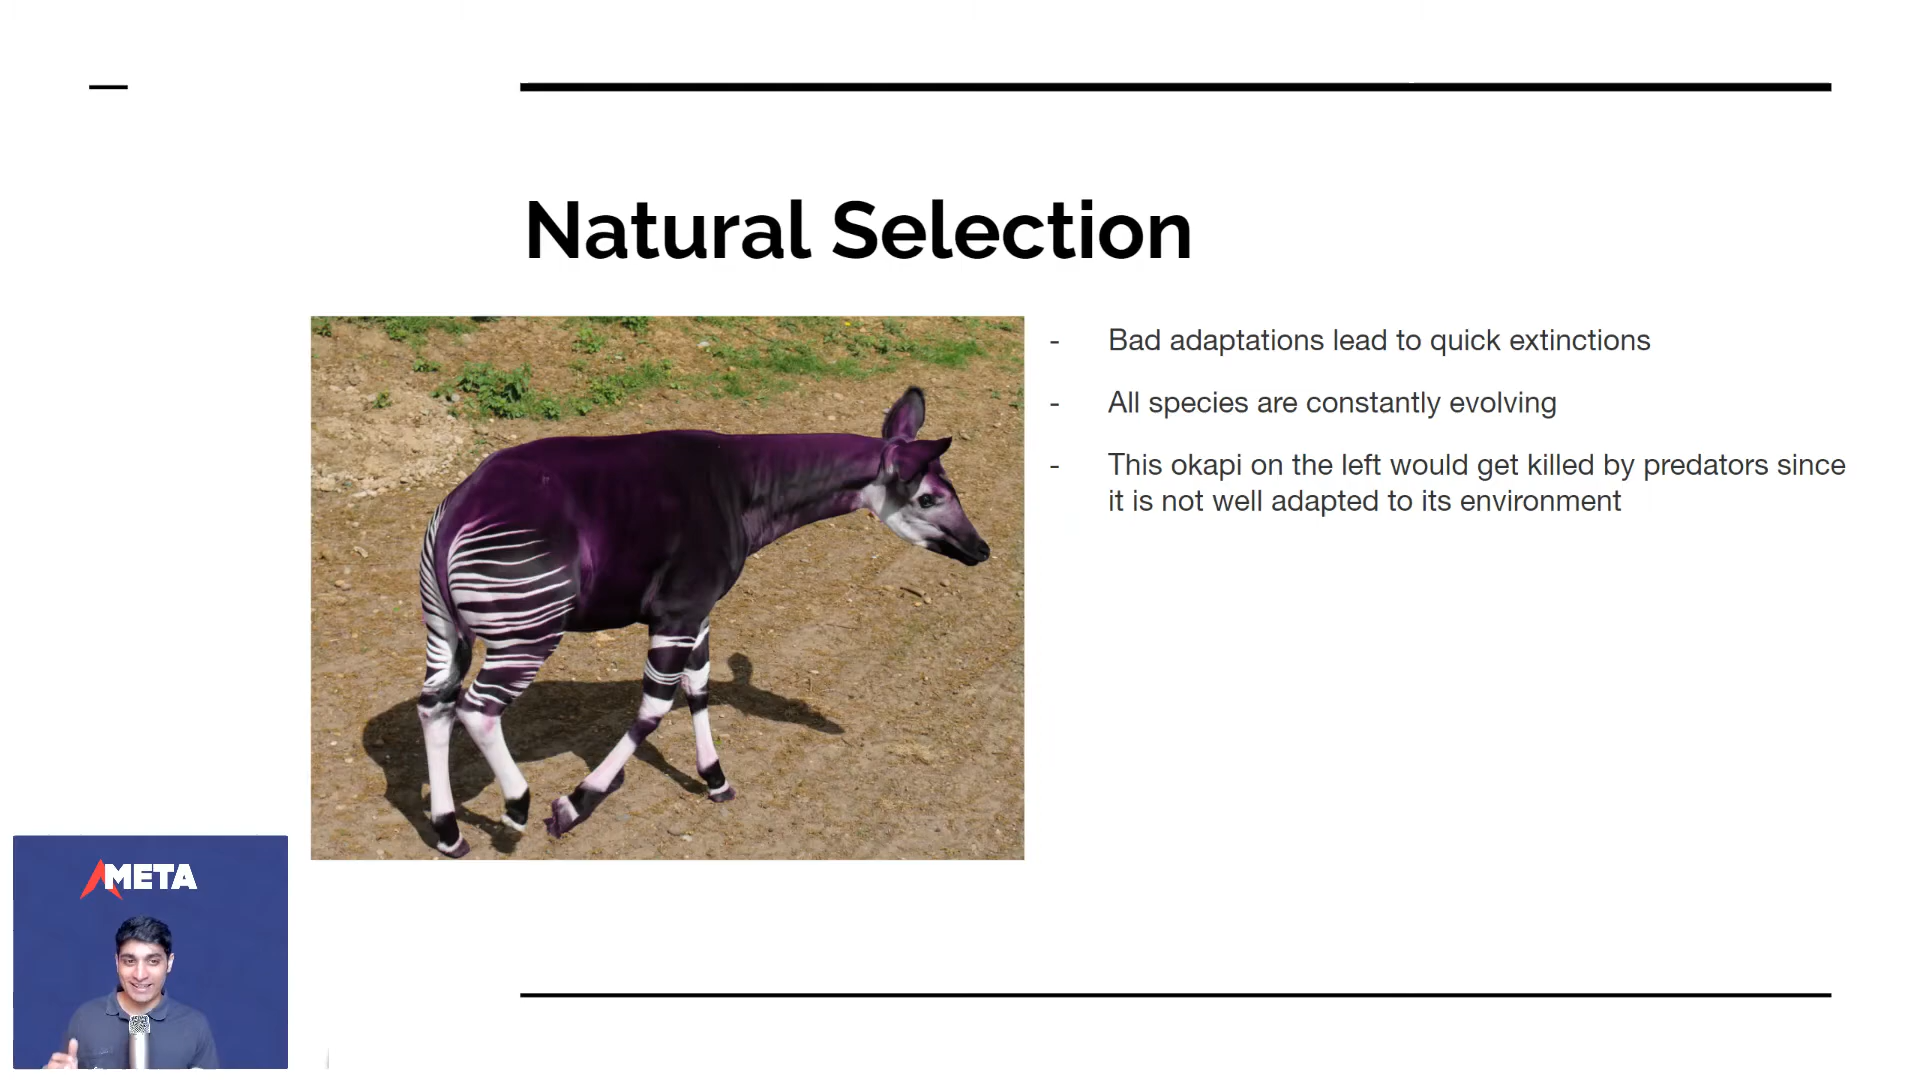 Natural Selection
- Bad adaptations lead to quick extinctions
- All species are constantly evolving
- This okapi on the left would get killed by predators since
it is not well adapted to its environment
META